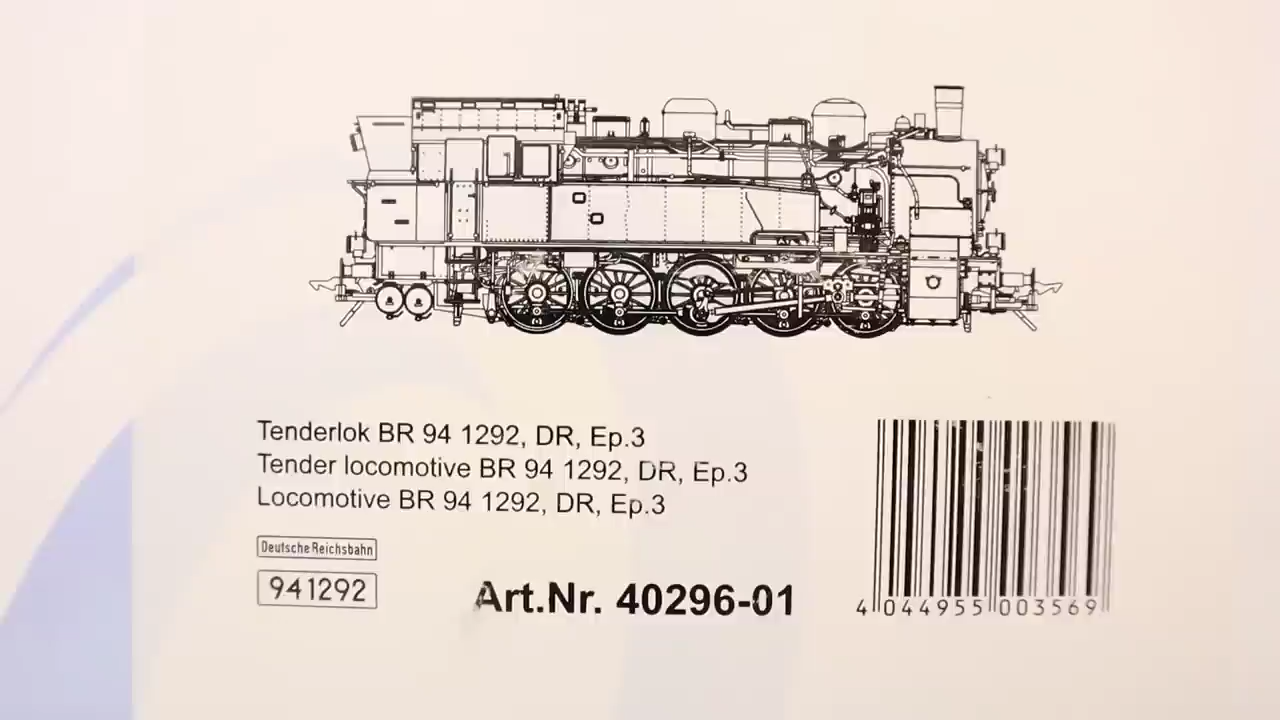 Tenderlok BR 94 1292, DR, Ep.3
Tender locomotive BR 94 1292, DR, Ep.3
Locomotive BR 94 1292, DR, Ep.3
Deutsche Reichsbahn
941292
Art.Nr. 40296-01
4 044955 003569